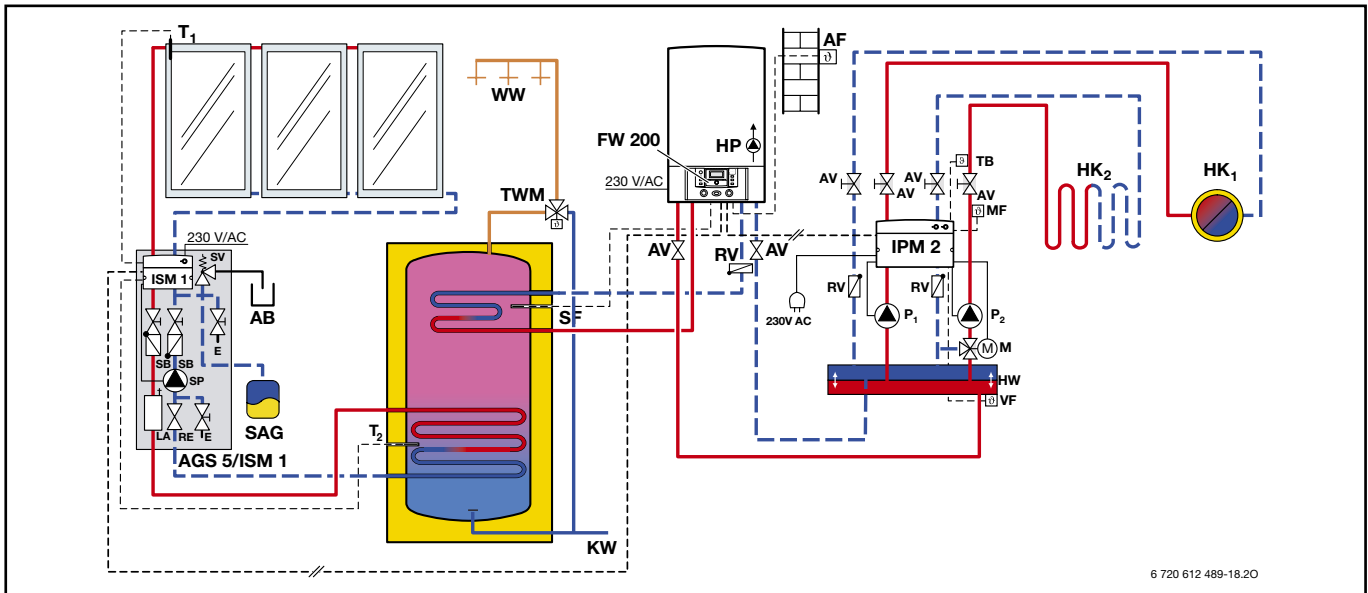 T1
AF
WW
FW 200
HP
230 V/AC
TWM
TB
AV
AV
AV
AV
HK2
HK1
MF
230 V/AC
SV
ISM 1
AB
AV
RV
AV
IPM 2
E
SF
RV
RV
230V AC
P1
P2
SB
SB
M
SP
HW
LA
RE
E
SAG
T2
VF
AGS 5/ISM 1
KW
6 720 612 489-18.2O